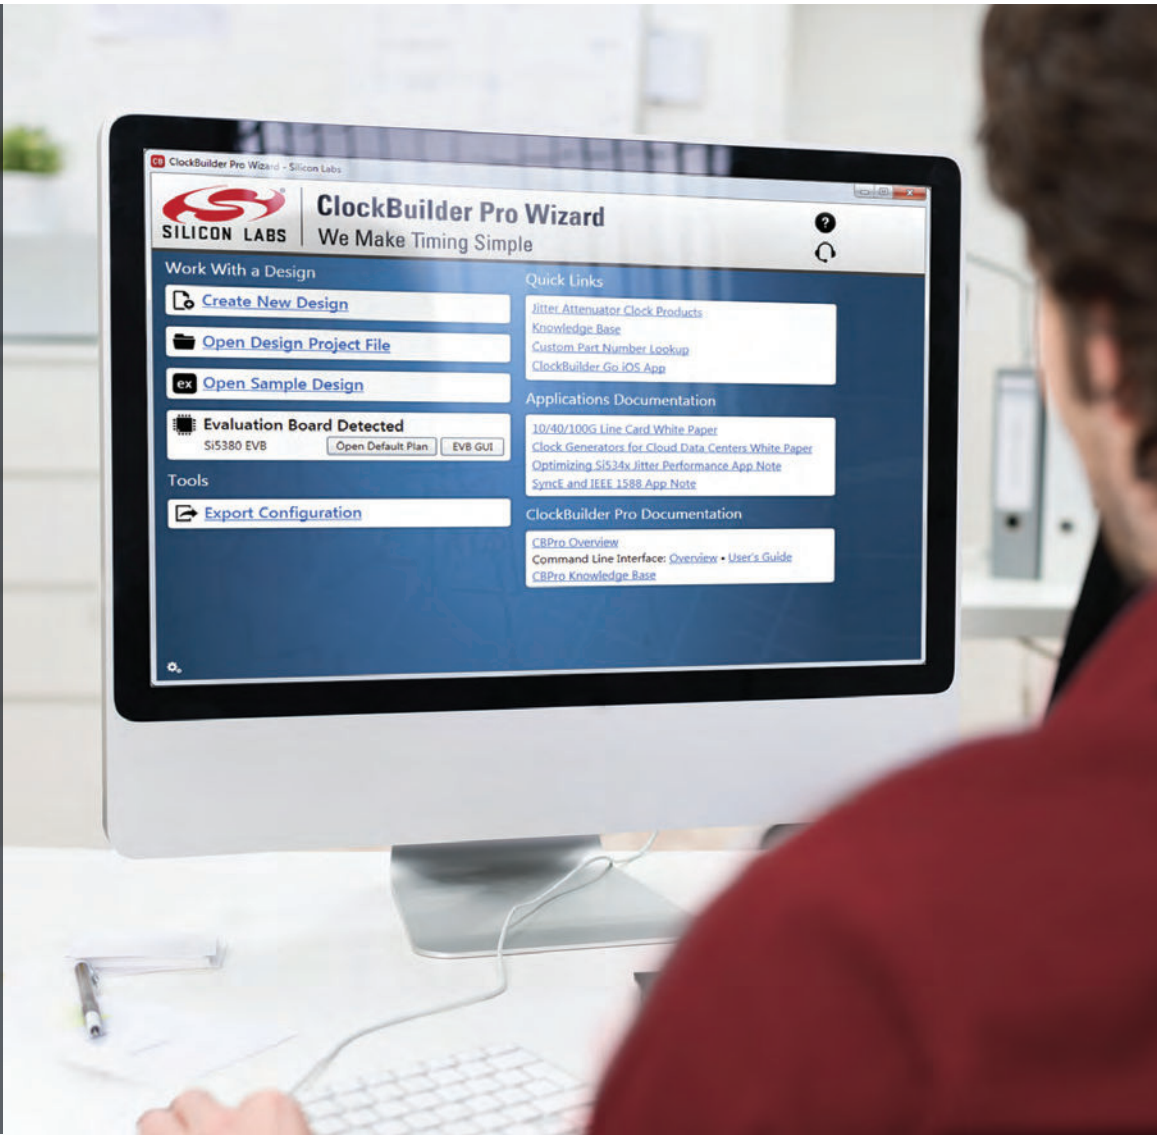 CB ClockBuilder Pro Wizard - Silicon Labs
SILICON LABS
ClockBuilder Pro Wizard
We Make Timing Simple
?
Work With a Design
Create New Design
Open Design Project File
ex Open Sample Design
Evaluation Board Detected
Si5380 EVB Open Default Plan EVB GUI
Tools
Export Configuration
Quick Links
Jitter Attenuator Clock Products
Knowledge Base
Custom Part Number Lookup
ClockBuilder Go iOS App
Applications Documentation
10/40/100G Line Card White Paper
Clock Generators for Cloud Data Centers White Paper
Optimizing Si534x Jitter Performance App Note
SyncE and IEEE 1588 App Note
ClockBuilder Pro Documentation
CBPro Overview
Command Line Interface: Overview • User's Guide
CBPro Knowledge Base